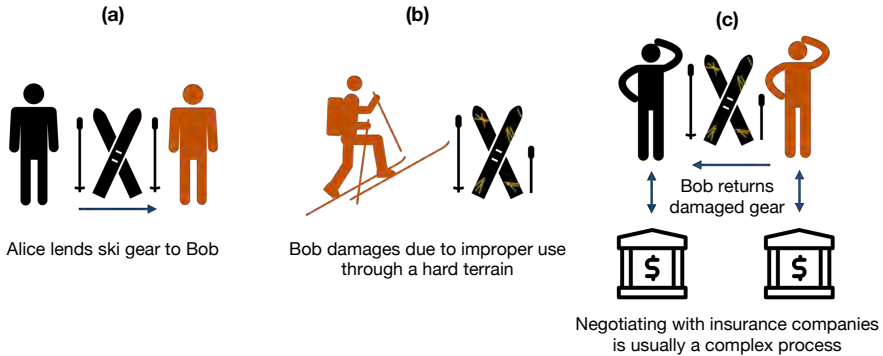 (a)
(b)
(c)
Alice lends ski gear to Bob
Bob damages due to improper use
through a hard terrain
Bob returns
damaged gear
$
$
Negotiating with insurance companies
is usually a complex process